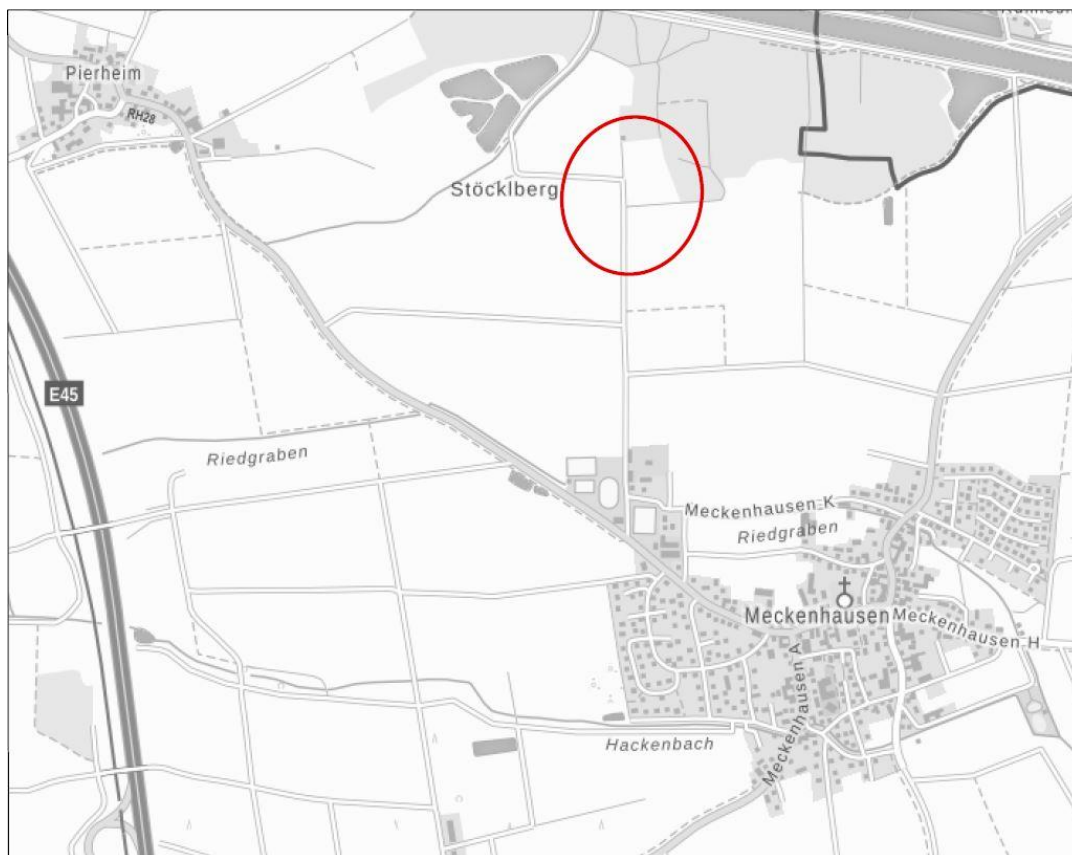 Pierheim
RH28
Stöcklberg
E45
Riedgraben
Meckenhausen K
Riedgraben
Meckenhausen
Meckenhausen H
Meckenhausen A
Hackenbach